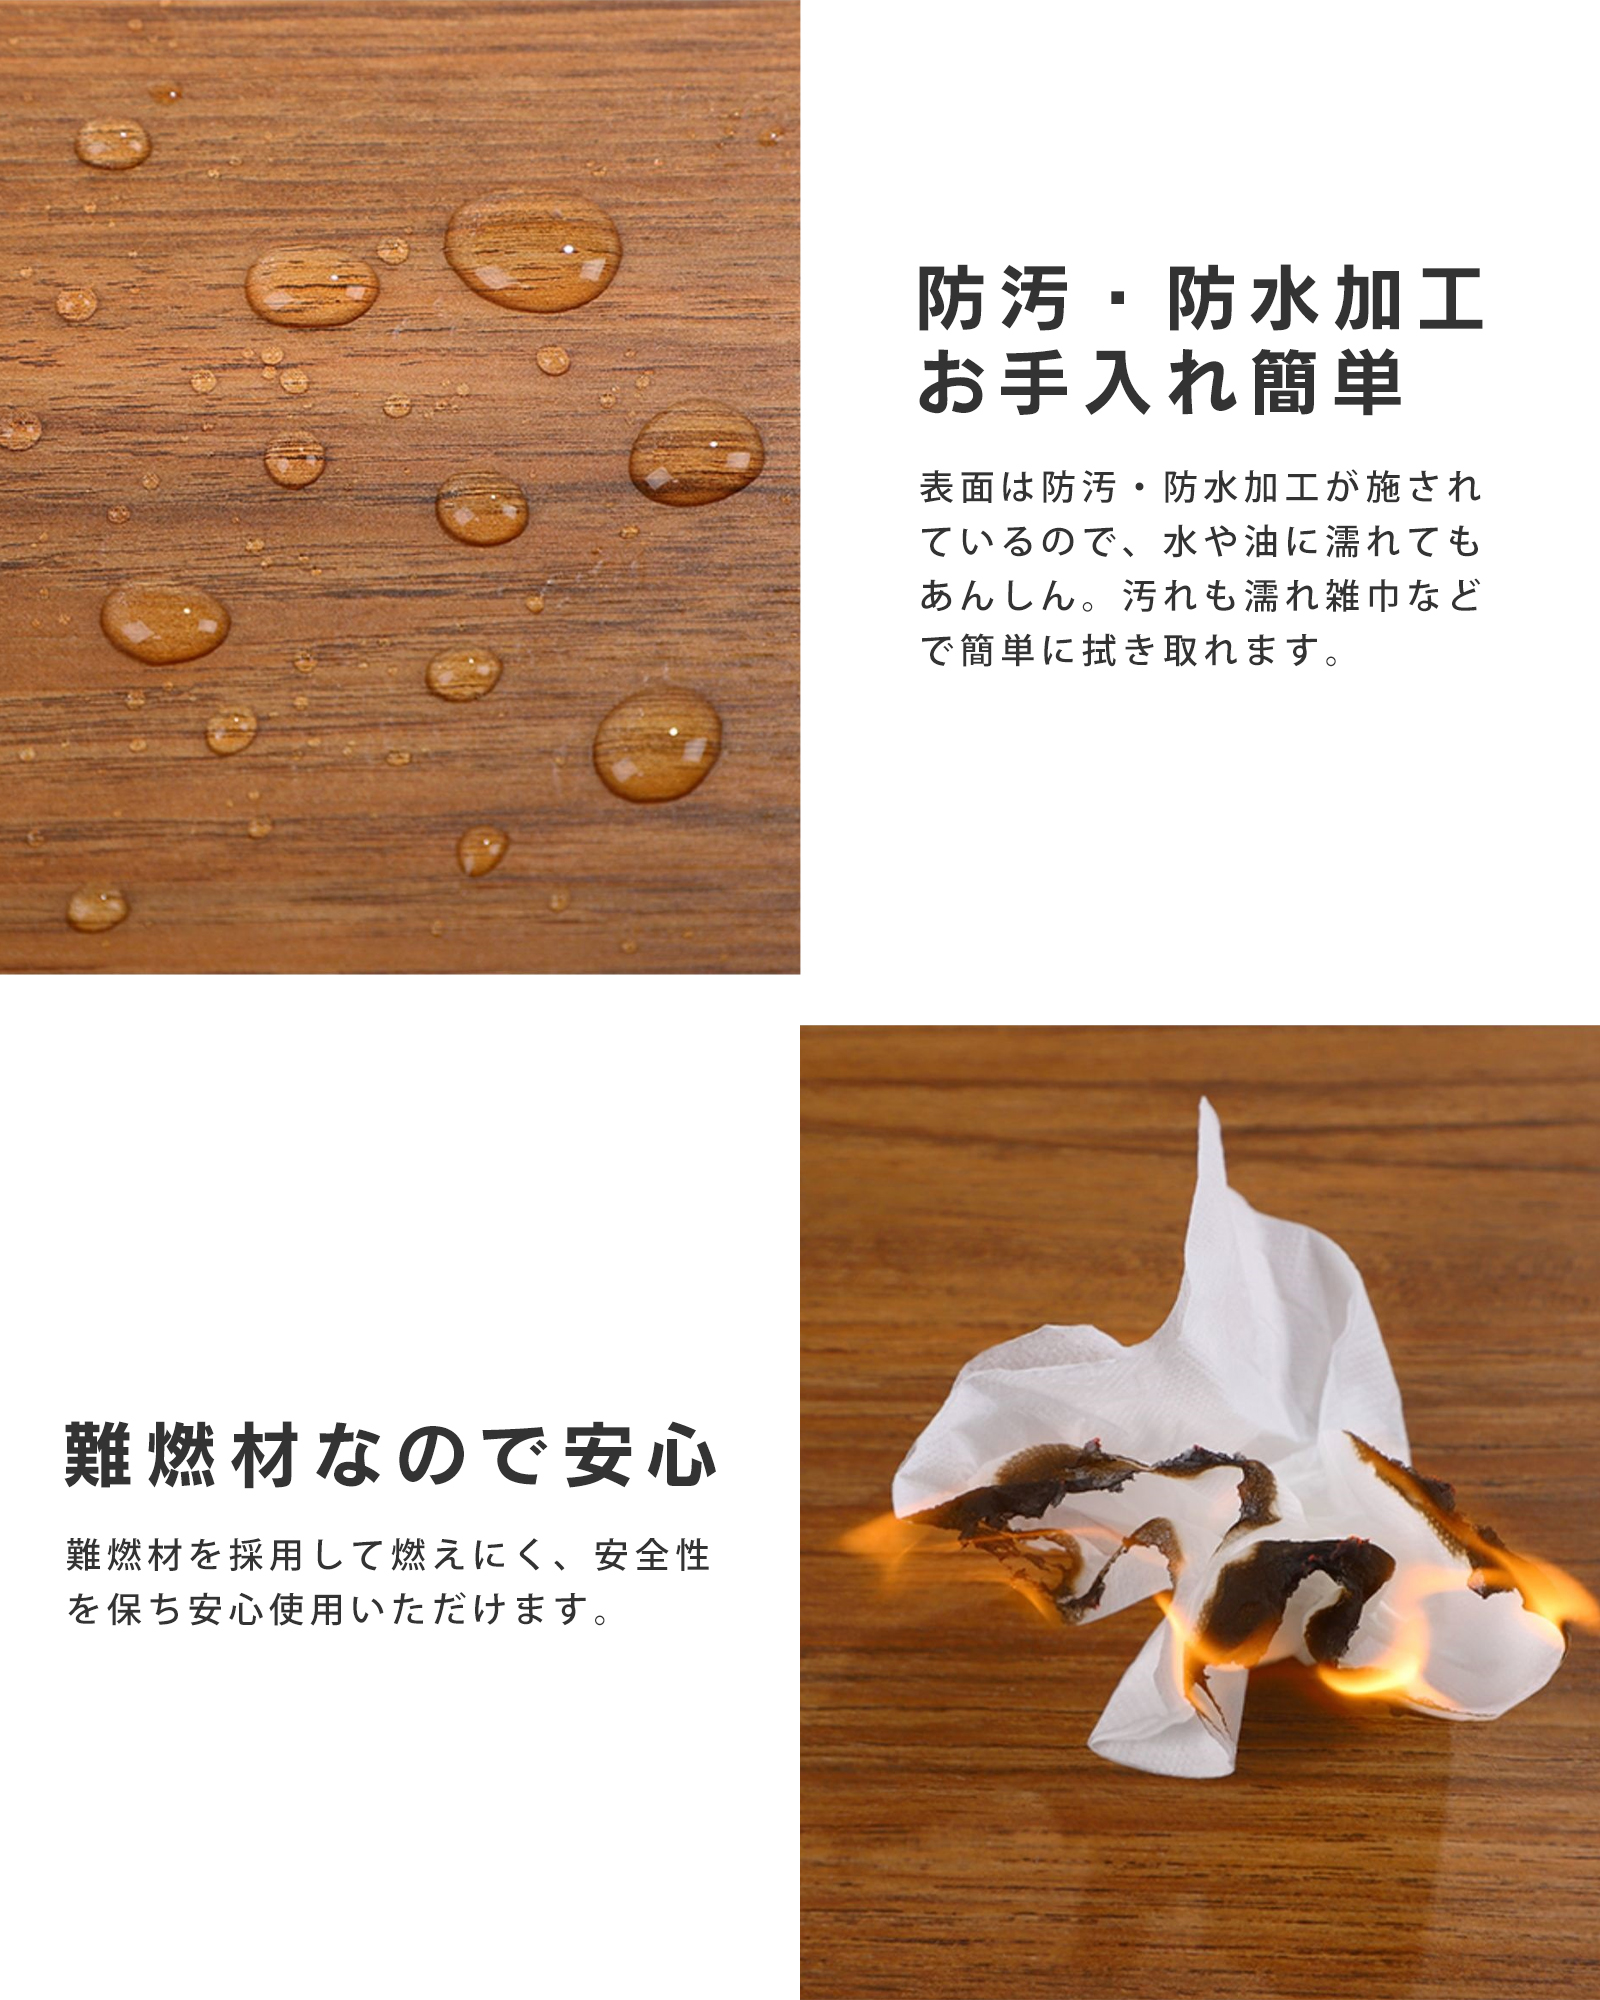 防汚・防水加工
お手入れ簡単
表面は防汚・防水加工が施され
ているので、水や油に濡れても
あんしん。汚れも濡れ雑巾など
で簡単に拭き取れます。
難燃材なので安心
難燃材を採用して燃えにく、安全性
を保ち安心使用いただけます。